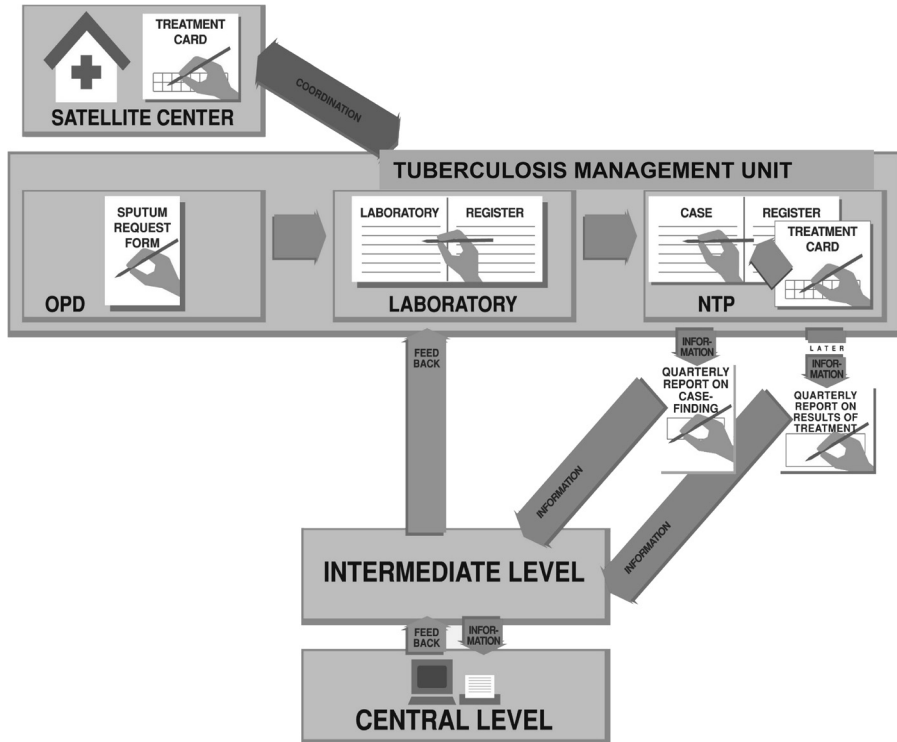 TREATMENT
CARD
SATELLITE CENTER
COORDINATION
TUBERCULOSIS MANAGEMENT UNIT
SPUTUM
REQUEST
FORM
OPD
LABORATORY REGISTER
LABORATORY
CASE REGISTER
TREATMENT
CARD
NTP
FEED
BACK
INFOR-
MATION
QUARTERLY
REPORT ON
CASE-
FINDING
LATER
INFOR-
MATION
QUARTERLY
REPORT ON
RESULTS OF
TREATMENT
INFORMATION
INFORMATION
INTERMEDIATE LEVEL
FEED
BACK
INFOR-
MATION
CENTRAL LEVEL